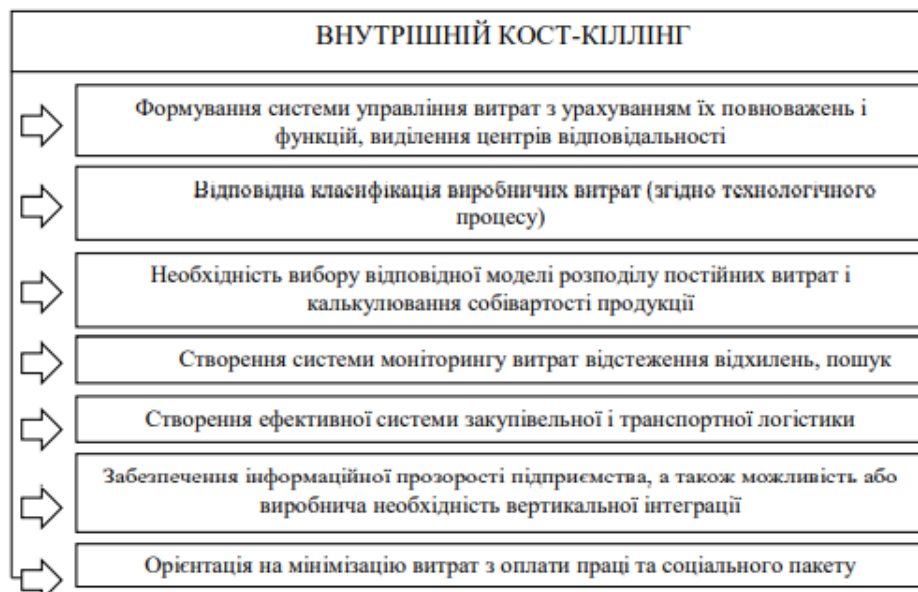 ВНУТРІШНІЙ КОСТ-КІЛЛІНГ
Формування системи управління витрат з урахуванням їх повноважень і
функцій, виділення центрів відповідальності
Відповідна класифікація виробничих витрат (згідно технологічного
процесу)
Необхідність вибору відповідної моделі розподілу постійних витрат і
калькулювання собівартості продукції
Створення системи моніторингу витрат відстеження відхилень, пошук
Створення ефективної системи закупівельної і транспортної логістики
Забезпечення інформаційної прозорості підприємства, а також можливість або
виробнича необхідність вертикальної інтеграції
Орієнтація на мінімізацію витрат з оплати праці та соціального пакету